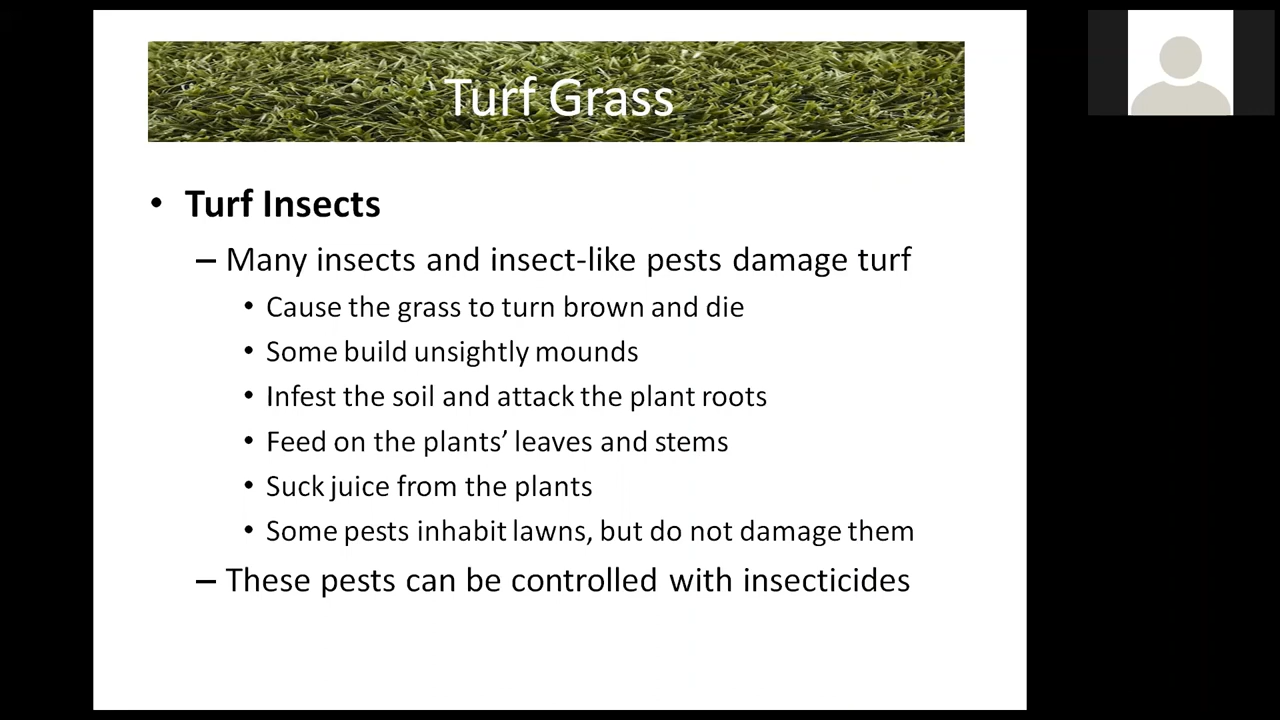 Turf Grass
• Turf Insects
– Many insects and insect-like pests damage turf
• Cause the grass to turn brown and die
• Some build unsightly mounds
• Infest the soil and attack the plant roots
• Feed on the plants’ leaves and stems
• Suck juice from the plants
• Some pests inhabit lawns, but do not damage them
– These pests can be controlled with insecticides